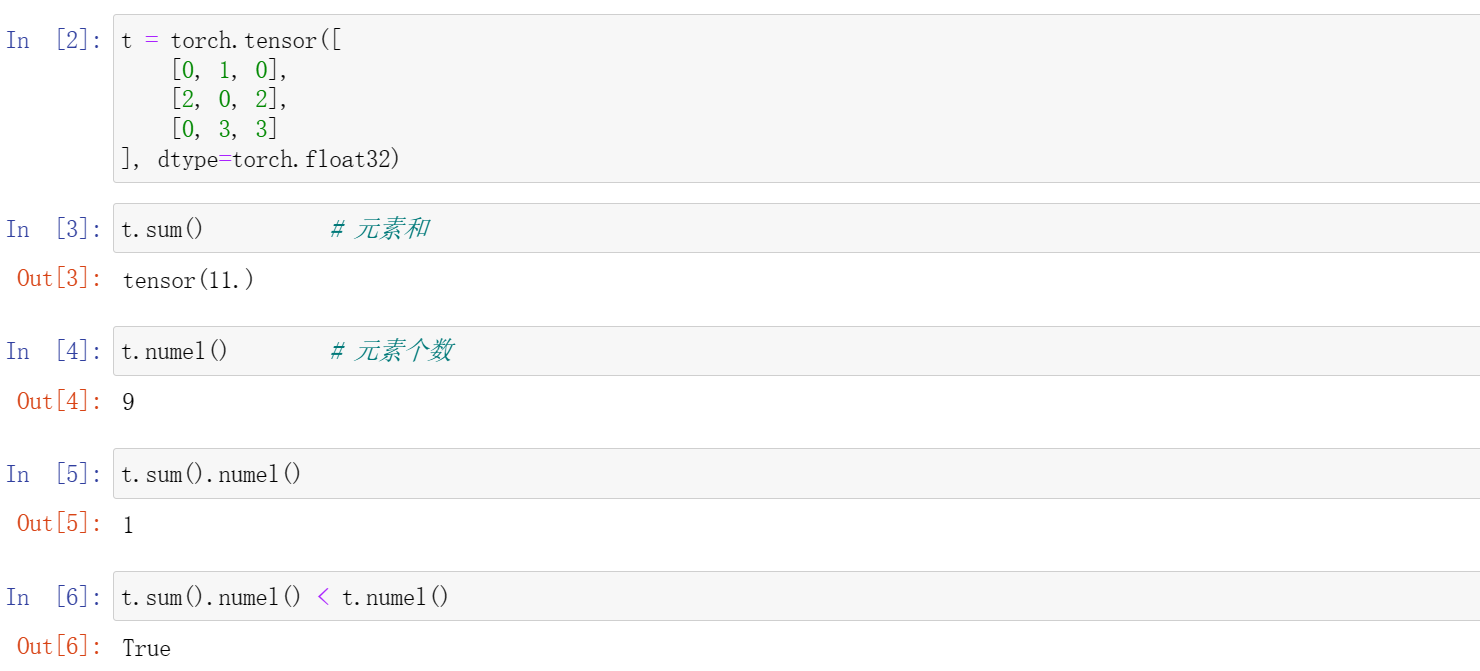 In [2]: t = torch.tensor([
[0, 1, 0],
[2, 0, 2],
[0, 3, 3]
], dtype=torch.float32)
In [3]: t.sum() # 元素和
Out[3]: tensor(11.)
In [4]: t.numel() # 元素个数
Out[4]: 9
In [5]: t.sum().numel()
Out[5]: 1
In [6]: t.sum().numel() < t.numel()
Out[6]: True